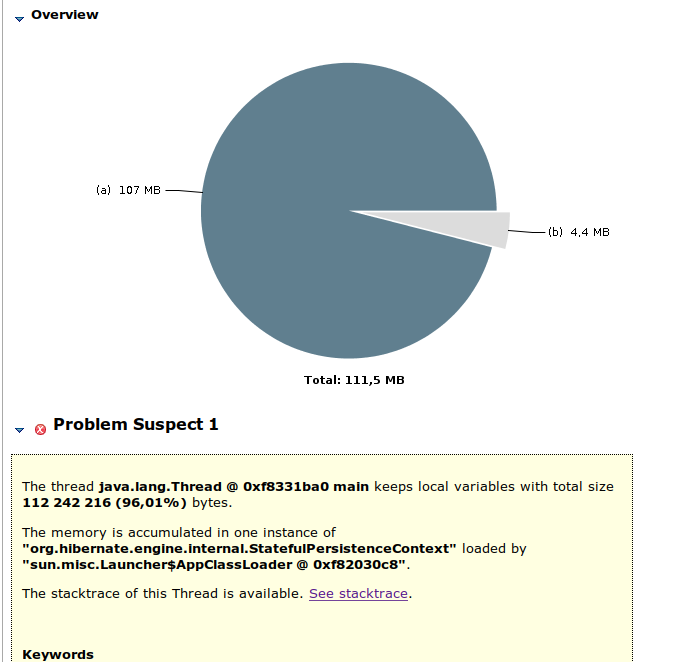 Overview
(a) 107 MB
(b) 4,4 MB
Total: 111,5 MB
Problem Suspect 1
The thread java.lang.Thread @ 0xf8331ba0 main keeps local variables with total size
112 242 216 (96,01%) bytes.
The memory is accumulated in one instance of
"org.hibernate.engine.internal.StatefulPersistenceContext" loaded by
"sun.misc.Launcher$AppClassLoader @ 0xf82030c8".
The stacktrace of this Thread is available. See stacktrace.
Keywords